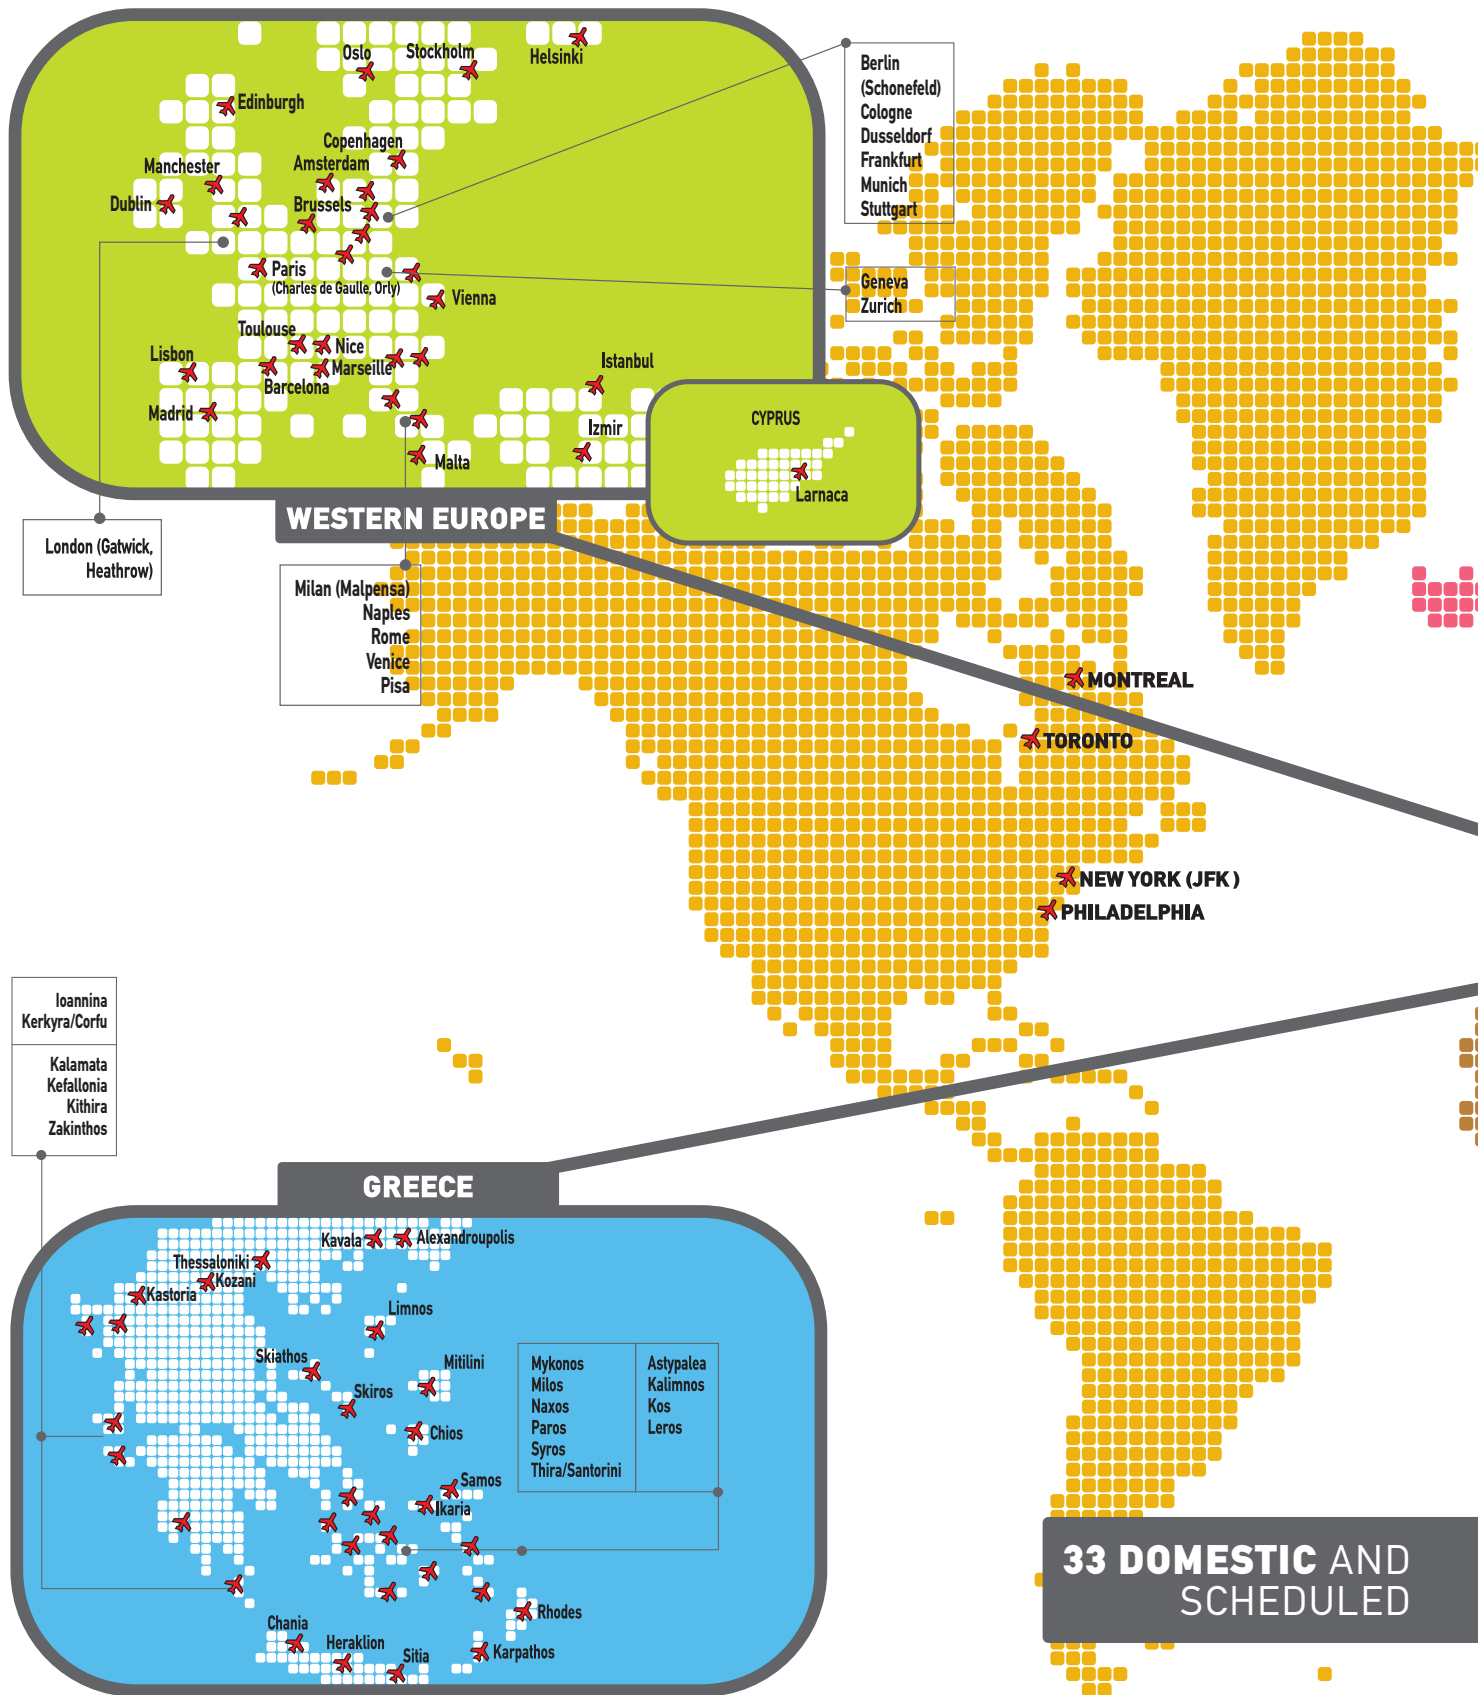 Oslo
Stockholm
Helsinki
Edinburgh
Copenhagen
Manchester
Amsterdam
Dublin
Brussels
Paris
(Charles de Gaulle, Orly)
Vienna
Toulouse
Nice
Lisbon
Marseille
Barcelona
Istanbul
Madrid
Izmir
Malta
Berlin
(Schonefeld)
Cologne
Dusseldorf
Frankfurt
Munich
Stuttgart
Geneva
Zurich
CYPRUS
Larnaca
WESTERN EUROPE
London (Gatwick,
Heathrow)
Milan (Malpensa)
Naples
Rome
Venice
Pisa
MONTREAL
TORONTO
NEW YORK (JFK )
PHILADELPHIA
Ioannina
Kerkyra/Corfu
Kalamata
Kefallonia
Kithira
Zakinthos
GREECE
Kavala
Alexandroupolis
Thessaloniki
Kozani
Kastoria
Limnos
Skiathos
Mitilini
Skiros
Chios
Mykonos
Milos
Naxos
Paros
Syros
Thira/Santorini
Astypalea
Kalimnos
Kos
Leros
Samos
Ikaria
Rhodes
Chania
Heraklion
Sitia
Karpathos
33 DOMESTIC AND
SCHEDULED